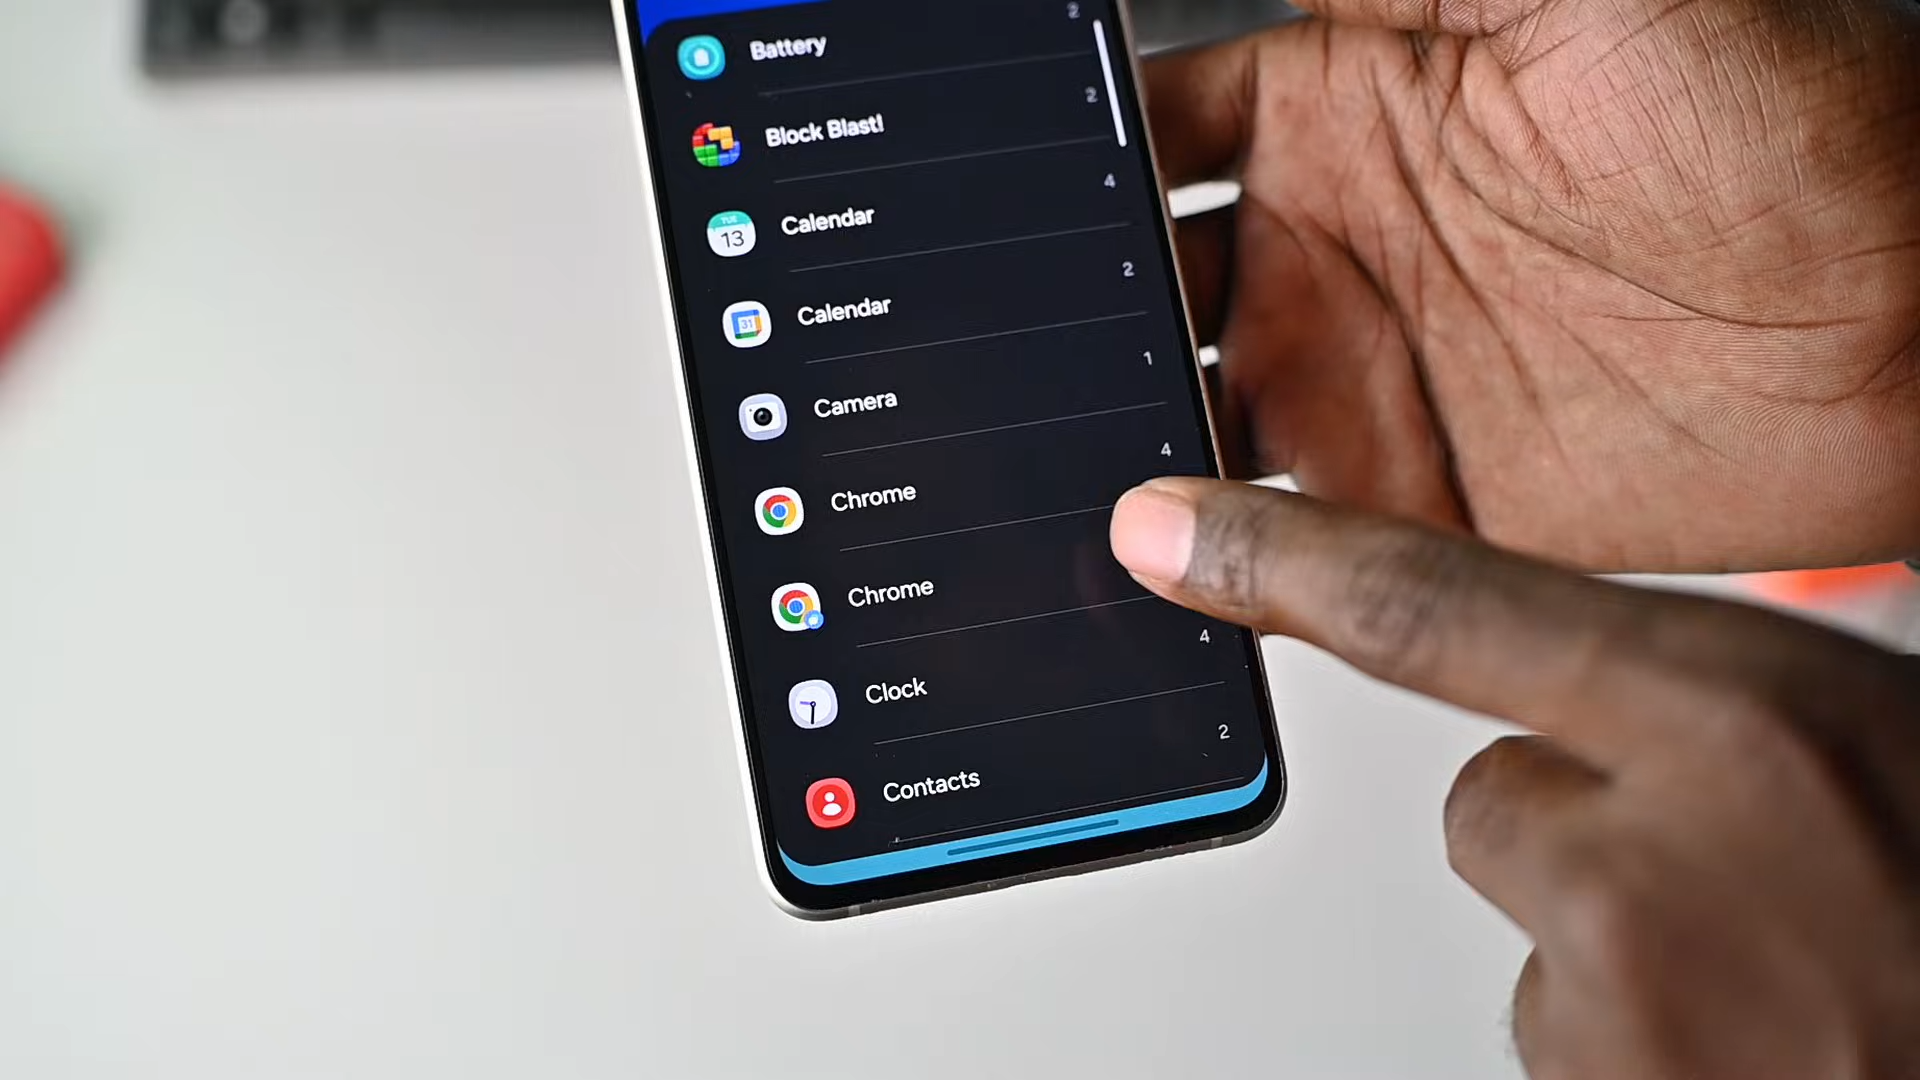 Battery 2
Block Blast! 2
TUE
13
Calendar 4
31
Calendar 2
Camera 1
Chrome 4
Chrome
Clock 4
Contacts 2